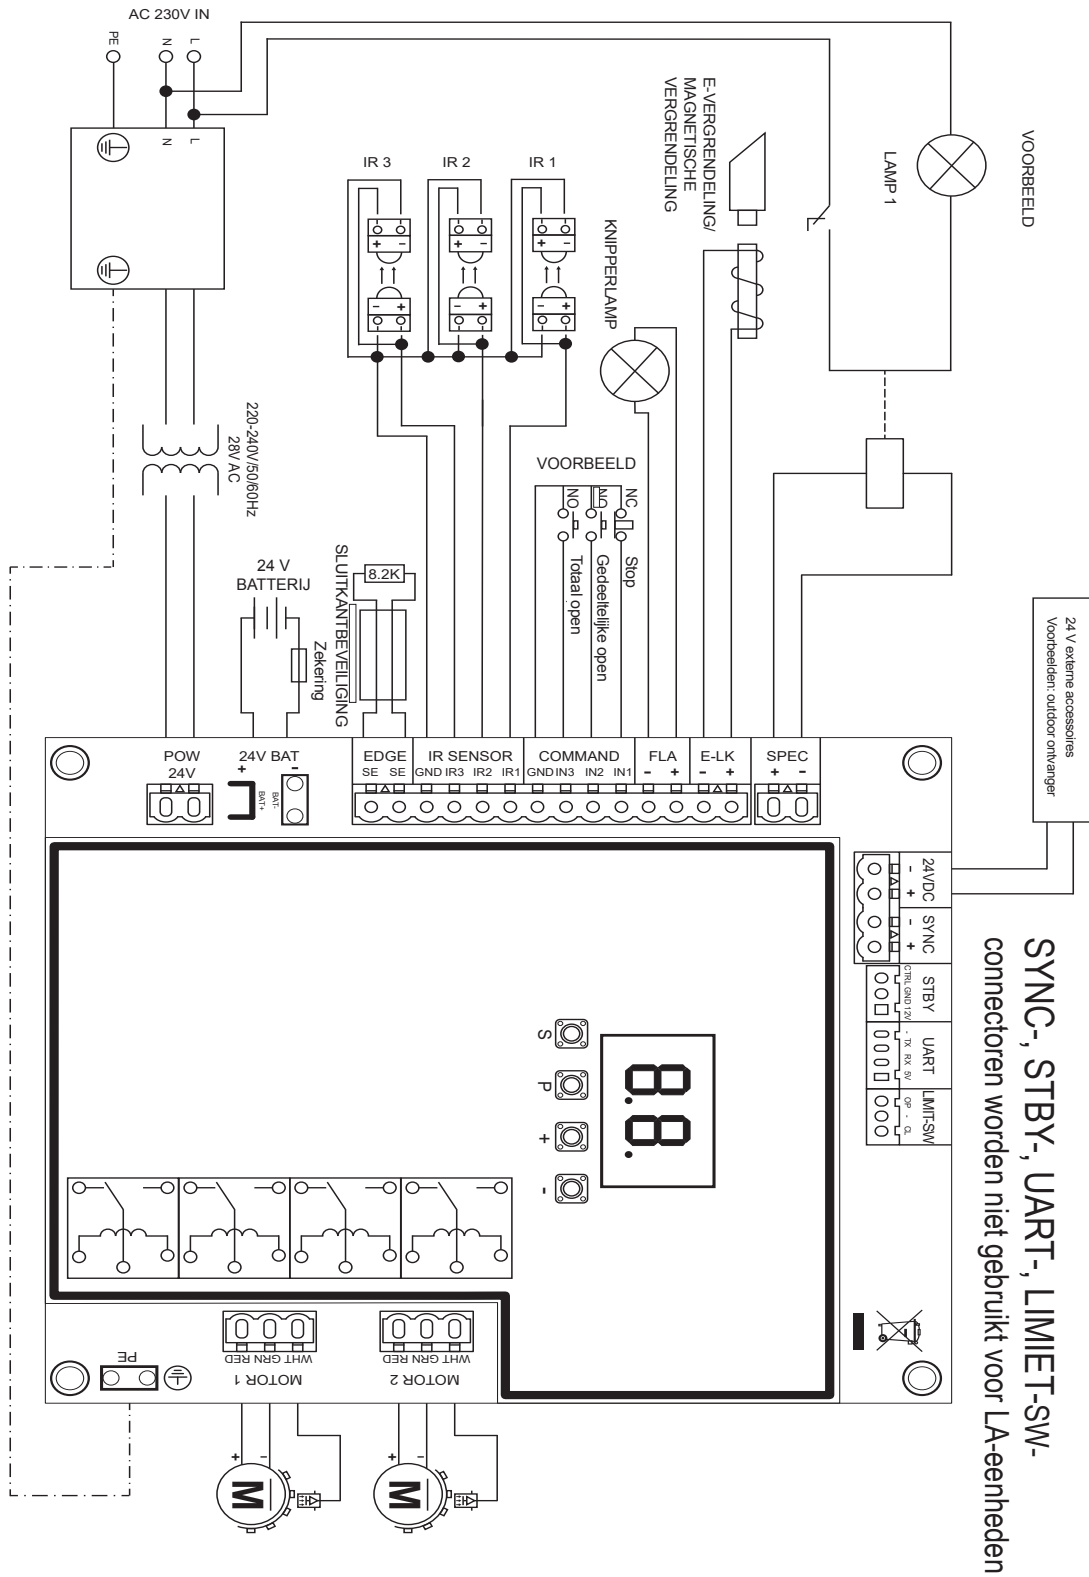 AC 230V IN
PE
N
L
N
L
VOORBEELD
LAMP 1
E-VERGRENDELING/
MAGNETISCHE
VERGRENDELING
IR 3
IR 2
IR 1
+ -
+ -
+ -
- +
- +
- +
KNIPPERLAMP
220-240V/50/60Hz
28V AC
VOORBEELD
NO
NO
NC
Totaal open
Gedeeltelijke open
Stop
24 V
BATTERIJ
Zekering
SLUITKANTBEVEILIGING
8.2K
24 V externe accessoires
Voorbeelden: outdoor ontvanger
POW
24V
24V BAT
+ -
BAT+
BAT-
EDGE
SE SE
IR SENSOR
GND IR3 IR2 IR1
COMMAND
GND IN3 IN2 IN1
FLA
- +
E-LK
- +
SPEC
+ -
24VDC
- +
SYNC
- +
STBY
CTRL GND 12V
UART
- TX RX 5V
LIMIT-SW
OP - CL
SYNC-, STBY-, UART-, LIMIET-SW-
connectoren worden niet gebruikt voor LA-eenheden
S
P
+
-
8.8.
PE
WHT GRN RED
MOTOR 1
WHT GRN RED
MOTOR 2
+ -
M
+ -
M